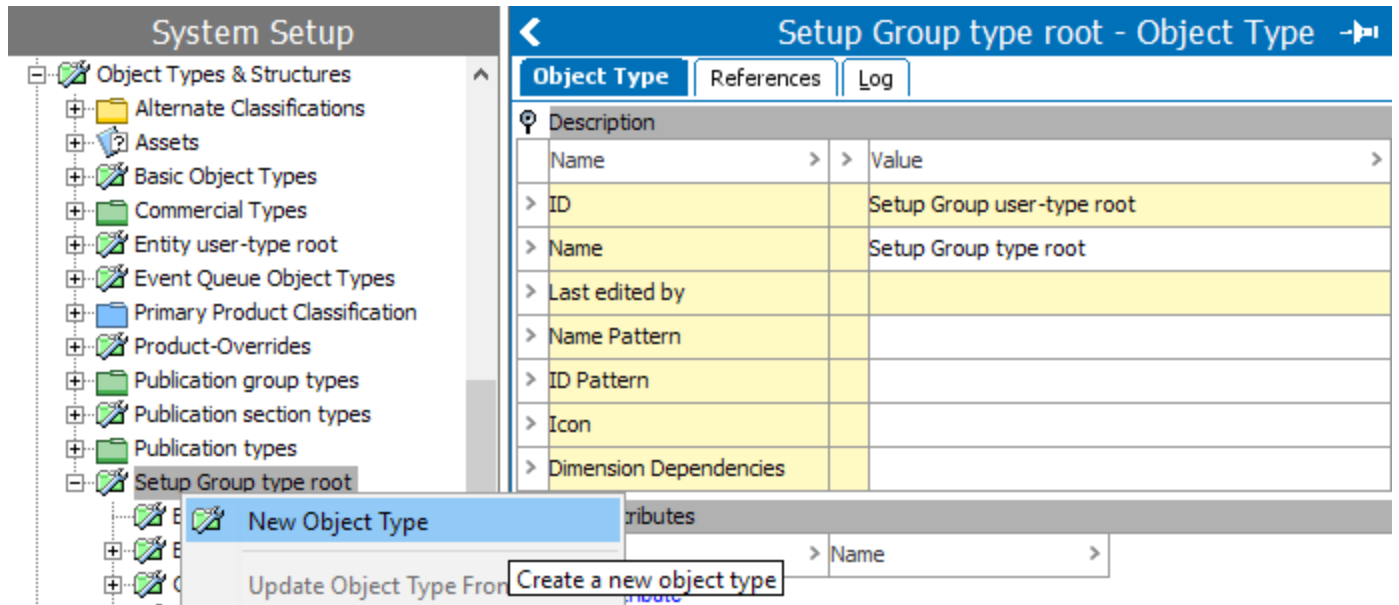 System Setup
Object Types & Structures
Alternate Classifications
Assets
Basic Object Types
Commercial Types
Entity user-type root
Event Queue Object Types
Primary Product Classification
Product-Overrides
Publication group types
Publication section types
Publication types
Setup Group type root
New Object Type
Update Object Type From
Create a new object type
Setup Group type root - Object Type
Object Type References Log
Description
Name > > Value >
> ID Setup Group user-type root
> Name Setup Group type root
> Last edited by
> Name Pattern
> ID Pattern
> Icon
> Dimension Dependencies
> Name >